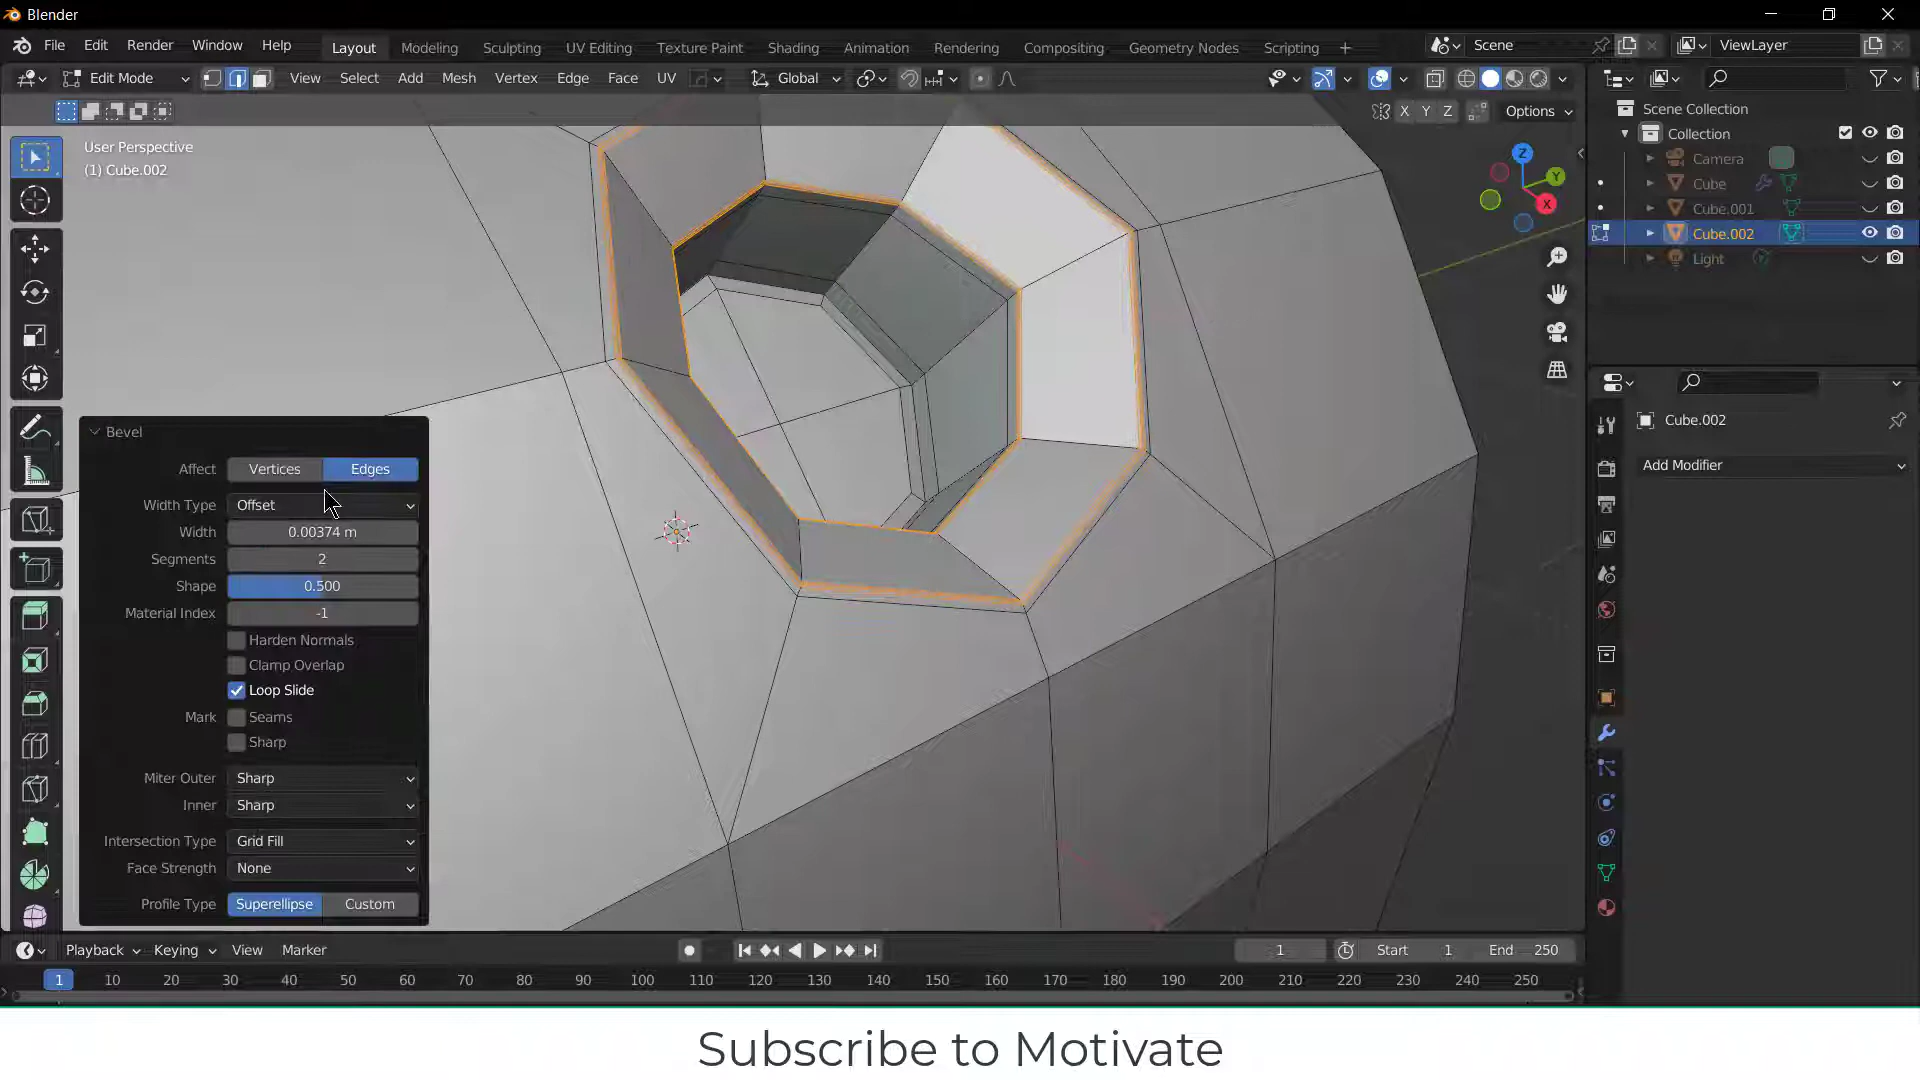 Blender
File Edit Render Window Help Layout Modeling Sculpting UV Editing Texture Paint Shading Animation Rendering Compositing Geometry Nodes Scripting + Scene ViewLayer
Edit Mode View Select Add Mesh Vertex Edge Face UV Global
X Y Z Options
User Perspective
(1) Cube.002
Z
Y
X
Scene Collection
Collection
Camera
Cube
Cube.001
Cube.002
Light
Cube.002
Add Modifier
Bevel
Affect Vertices Edges
Width Type Offset
Width 0.00374 m
Segments 2
Shape 0.500
Material Index -1
Harden Normals
Clamp Overlap
Loop Slide
Mark Seams
Sharp
Miter Outer Sharp
Inner Sharp
Intersection Type Grid Fill
Face Strength None
Profile Type Superellipse Custom
Playback Keying View Marker 1 Start 1 End 250
1 10 20 30 40 50 60 70 80 90 100 110 120 130 140 150 160 170 180 190 200 210 220 230 240 250
Subscribe to Motivate